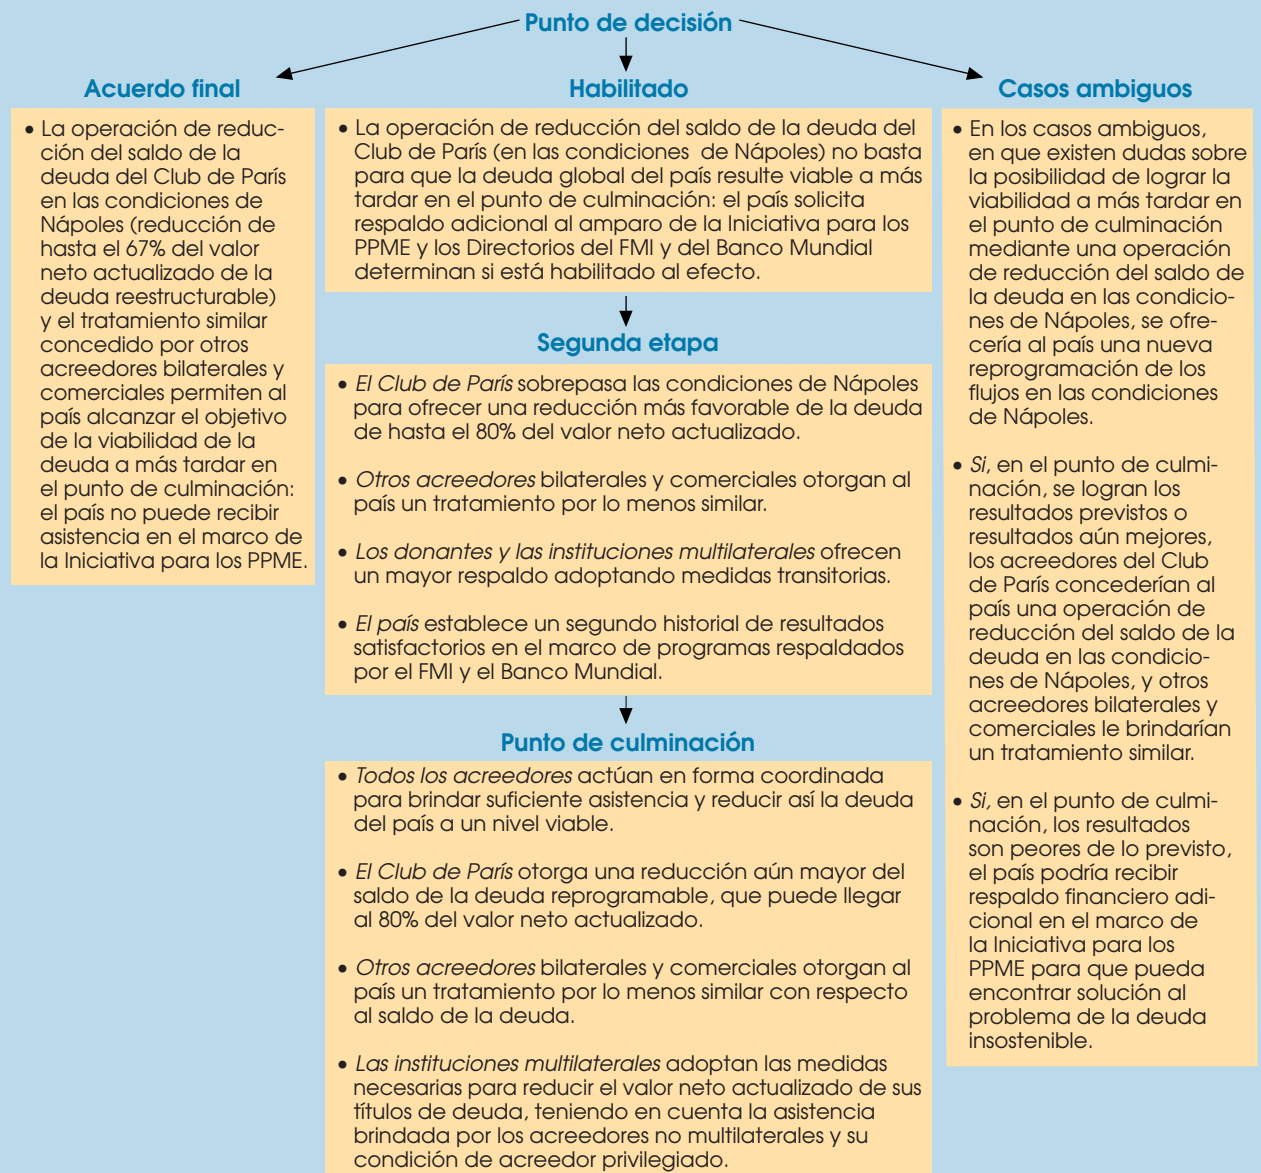 Punto de decisión
Acuerdo final
• La operación de reduc-
ción del saldo de la
deuda del Club de París
en las condiciones de
Nápoles (reducción de
hasta el 67% del valor
neto actualizado de la
deuda reestructurable)
y el tratamiento similar
concedido por otros
acreedores bilaterales y
comerciales permiten al
país alcanzar el objetivo
de la viabilidad de la
deuda a más tardar en
el punto de culminación:
el país no puede recibir
asistencia en el marco de
la Iniciativa para los PPME.
Habilitado
• La operación de reducción del saldo de la deuda del
Club de París (en las condiciones de Nápoles) no basta
para que la deuda global del país resulte viable a más
tardar en el punto de culminación: el país solicita
respaldo adicional al amparo de la Iniciativa para los
PPME y los Directorios del FMI y del Banco Mundial
determinan si está habilitado al efecto.
Segunda etapa
• El Club de París sobrepasa las condiciones de Nápoles
para ofrecer una reducción más favorable de la deuda
de hasta el 80% del valor neto actualizado.
• Otros acreedores bilaterales y comerciales otorgan al
país un tratamiento por lo menos similar.
• Los donantes y las instituciones multilaterales ofrecen
un mayor respaldo adoptando medidas transitorias.
• El país establece un segundo historial de resultados
satisfactorios en el marco de programas respaldados
por el FMI y el Banco Mundial.
Punto de culminación
• Todos los acreedores actúan en forma coordinada
para brindar suficiente asistencia y reducir así la deuda
del país a un nivel viable.
• El Club de París otorga una reducción aún mayor del
saldo de la deuda reprogramable, que puede llegar
al 80% del valor neto actualizado.
• Otros acreedores bilaterales y comerciales otorgan al
país un tratamiento por lo menos similar con respecto
al saldo de la deuda.
• Las instituciones multilaterales adoptan las medidas
necesarias para reducir el valor neto actualizado de sus
títulos de deuda, teniendo en cuenta la asistencia
brindada por los acreedores no multilaterales y su
condición de acreedor privilegiado.
Casos ambiguos
• En los casos ambiguos,
en que existen dudas sobre
la posibilidad de lograr la
viabilidad a más tardar en
el punto de culminación
mediante una operación
de reducción del saldo de
la deuda en las condicio-
nes de Nápoles, se ofre-
cería al país una nueva
reprogramación de los
flujos en las condiciones
de Nápoles.
• Si, en el punto de culmi-
nación, se logran los
resultados previstos o
resultados aún mejores,
los acreedores del Club
de París concederían al
país una operación de
reducción del saldo de la
deuda en las condicio-
nes de Nápoles, y otros
acreedores bilaterales y
comerciales le brindarían
un tratamiento similar.
• Si, en el punto de culmi-
nación, los resultados
son peores de lo previsto,
el país podría recibir
respaldo financiero adi-
cional en el marco de
la Iniciativa para los
PPME para que pueda
encontrar solución al
problema de la deuda
insostenible.